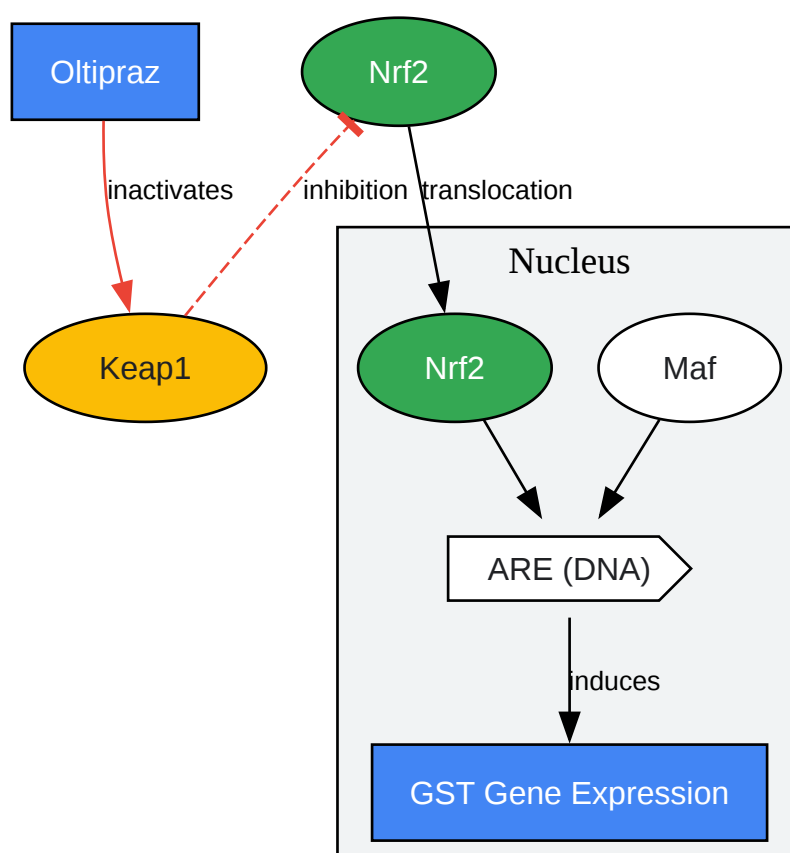 Oltipraz
Nrf2
inactivates
inhibition
translocation
Nucleus
Keap1
Nrf2
Maf
ARE (DNA)
induces
GST Gene Expression